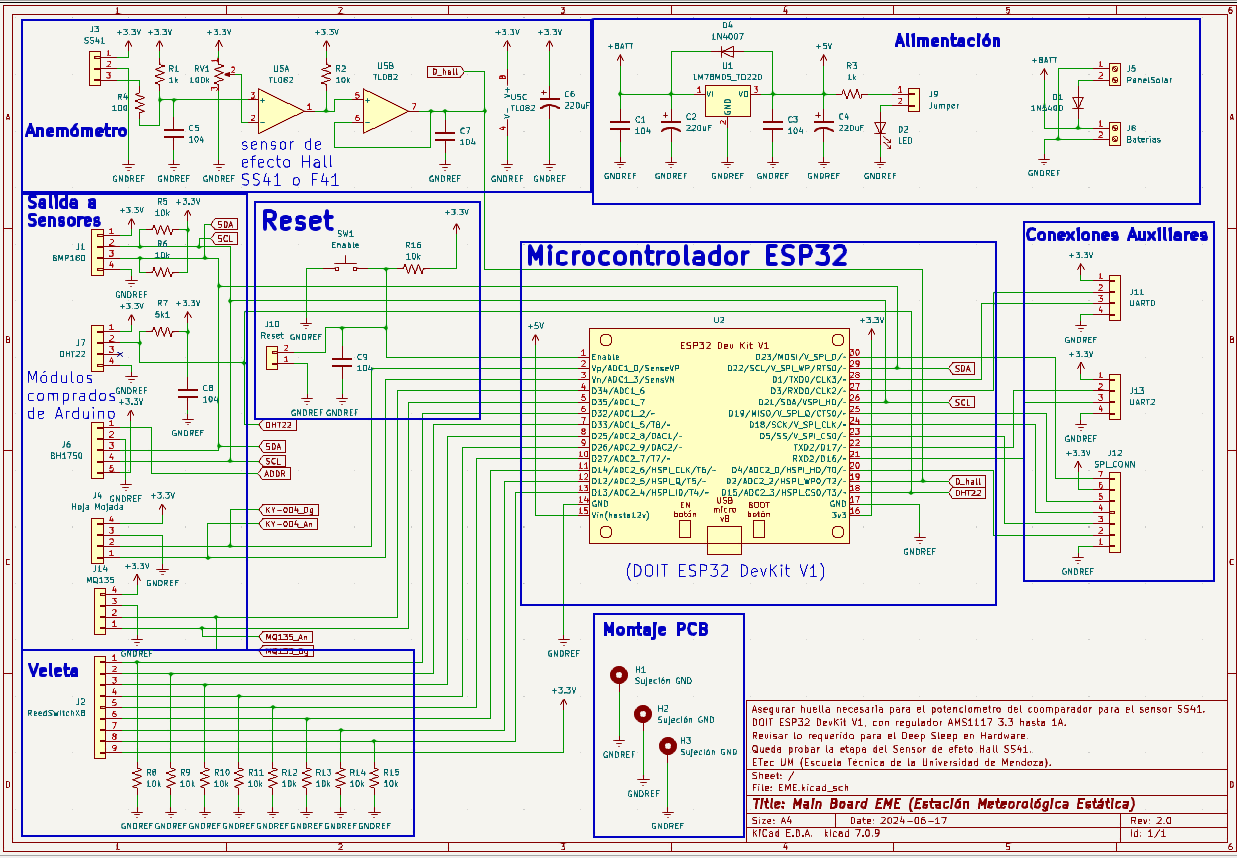 1 2 3 4 5 6
A
B
C
D
Anemómetro
J3
SS41
+3.3V
+3.3V
+3.3V
+3.3V
+3.3V
+3.3V
R1
1k
RV1
100k
R4
100
C5
104
U5A
TL082
R2
10k
U5B
TL082
D_hall
C7
104
U5C
TL082
C6
220uF
GNDREF
GNDREF
GNDREF
GNDREF
GNDREF
GNDREF
sensor de
efecto Hall
SS41 o F41
Alimentación
+BATT
D4
1N4007
U1
LM78M05_TO220
VI
VO
GND
+5V
R3
1k
J9
Jumper
C1
104
C2
220uF
C3
104
C4
220uF
D2
LED
GNDREF
GNDREF
GNDREF
GNDREF
GNDREF
GNDREF
+BATT
J5
PanelSolar
D1
J8
Baterias
GNDREF
Salida a
Sensores
J1
BMP180
+3.3V
R5
10k
+3.3V
R6
10k
SDA
SCL
GNDREF
+3.3V
+3.3V
R7
5k1
J7
DHT22
C8
104
GNDREF
GNDREF
DHT22
Módulos
comprados
de Arduino
+3.3V
J6
BH1750
SDA
SCL
ADDR
GNDREF
J4
Hoja Mojada
+3.3V
KY-004_Dg
KY-004_An
GNDREF
J14
MQ135
+3.3V
MQ135_An
MQ135_Dg
GNDREF
Reset
SW1
Enable
R16
10k
+3.3V
J10
Reset
GNDREF
C9
104
GNDREF
GNDREF
Microcontrolador ESP32
+5V
+3.3V
U2
ESP32 Dev Kit V1
1 Enable
2 Vp/ADC1_0/SenseVP
3 Vn/ADC1_3/SensVN
4 D34/ADC1_6
5 D35/ADC1_7
6 D32/ADC1_2/-
7 D33/ADC1_5/T8/-
8 D25/ADC2_8/DAC1/-
9 D26/ADC2_9/DAC2/-
10 D27/ADC2_7/T7/-
11 D14/ADC2_6/HSPI_CLK/T6/-
12 D12/ADC2_5/HSPI_Q/T5/-
13 D13/ADC2_4/HSPI_ID/T4/-
14 GND
15 Vin(hasta12v)
D23/MOSI/V_SPI_D/- 30
D22/SCL/V_SPI_WP/RTS0/- 29
D1/TXD0/CLK3/- 28
D3/RXD0/CLK2/- 27
D21/SDA/VSPI_HD/- 26
D19/MISO/V_SPI_Q/CTS0/- 25
D18/SCK/V_SPI_CLK/- 24
D5/SS/V_SPI_CS0/- 23
TXD2/D17/- 22
RXD2/D16/- 21
D4/ADC2_0/HSPI_HD/T0/- 20
D2/ADC2_2/HSPI_WP0/T2/- 19
D15/ADC2_3/HSPI_CS0/T3/- 18
GND 17
3v3 16
EN
botón
USB
micro
vB
BOOT
botón
SDA
SCL
D_hall
DHT22
GNDREF
GNDREF
(DOIT ESP32 DevKit V1)
Conexiones Auxiliares
+3.3V
J11
UART0
GNDREF
+3.3V
J13
UART2
GNDREF
+3.3V
J12
SPI_CONN
GNDREF
Veleta
J2
ReedSwitchX8
+3.3V
R8
10k
R9
10k
R10
10k
R11
10k
R12
10k
R13
10k
R14
10k
R15
10k
GNDREF GNDREF GNDREF GNDREF GNDREF GNDREF GNDREF GNDREF
Montaje PCB
H1
Sujeción GND
H2
Sujeción GND
H3
Sujeción GND
GNDREF
GNDREF
GNDREF
Asegurar huella necesaria para el potenciometro del coomparador para el sensor SS41.
DOIT ESP32 DevKit V1, con regulador AMS1117 3.3 hasta 1A.
Revisar lo requerido para el Deep Sleep en Hardware.
Queda probar la etapa del Sensor de efeto Hall SS41.
ETec UM (Escuela Técnica de la Universidad de Mendoza).
Sheet: /
File: EME.kicad_sch
Title: Main Board EME (Estación Meteorológica Estática)
Size: A4 Date: 2024-06-17 Rev: 2.0
KiCad E.D.A. kicad 7.0.9 Id: 1/1